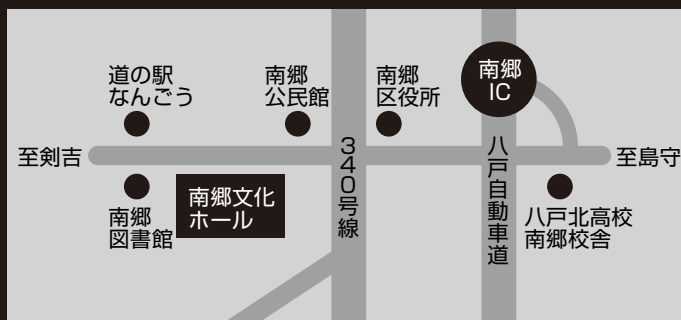 道の駅
なんごう
南郷
公民館
南郷
区役所
南郷
IC
至剣吉
340号線
八戸自動車道
至島守
南郷
図書館
南郷文化
ホール
八戸北高校
南郷校舎